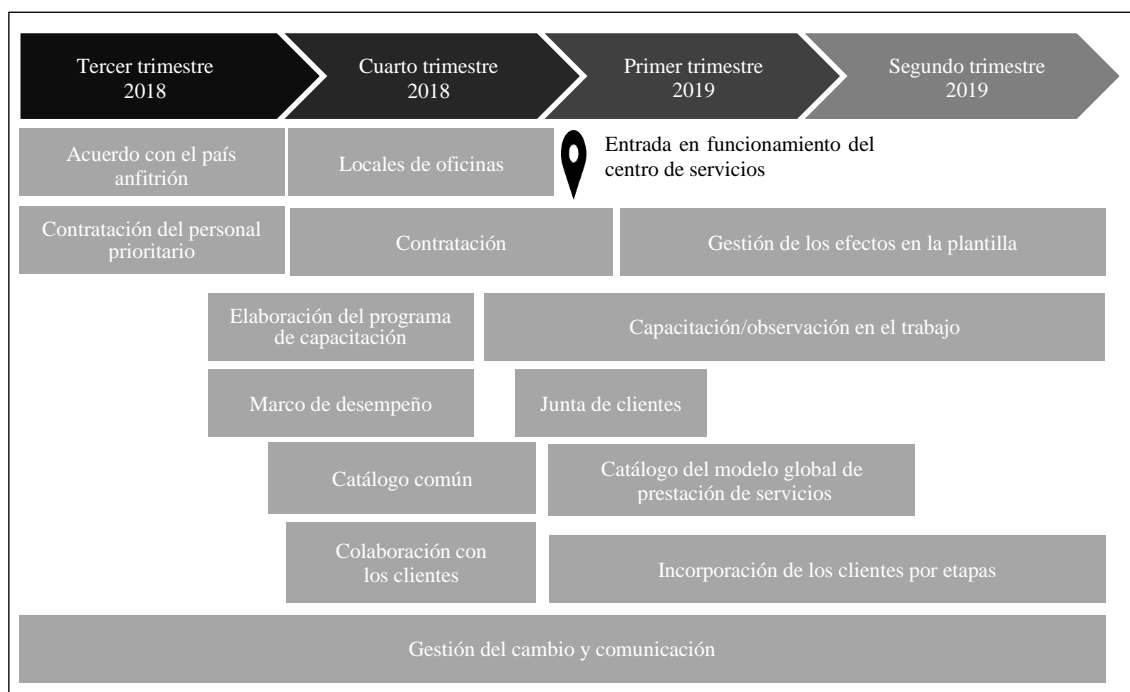 Tercer trimestre
2018
Cuarto trimestre
2018
Primer trimestre
2019
Segundo trimestre
2019
Acuerdo con el país
anfitrión
Locales de oficinas
Entrada en funcionamiento del
centro de servicios
Contratación del personal
prioritario
Contratación
Gestión de los efectos en la plantilla
Elaboración del programa
de capacitación
Capacitación/observación en el trabajo
Marco de desempeño
Junta de clientes
Catálogo común
Catálogo del modelo global de
prestación de servicios
Colaboración con
los clientes
Incorporación de los clientes por etapas
Gestión del cambio y comunicación